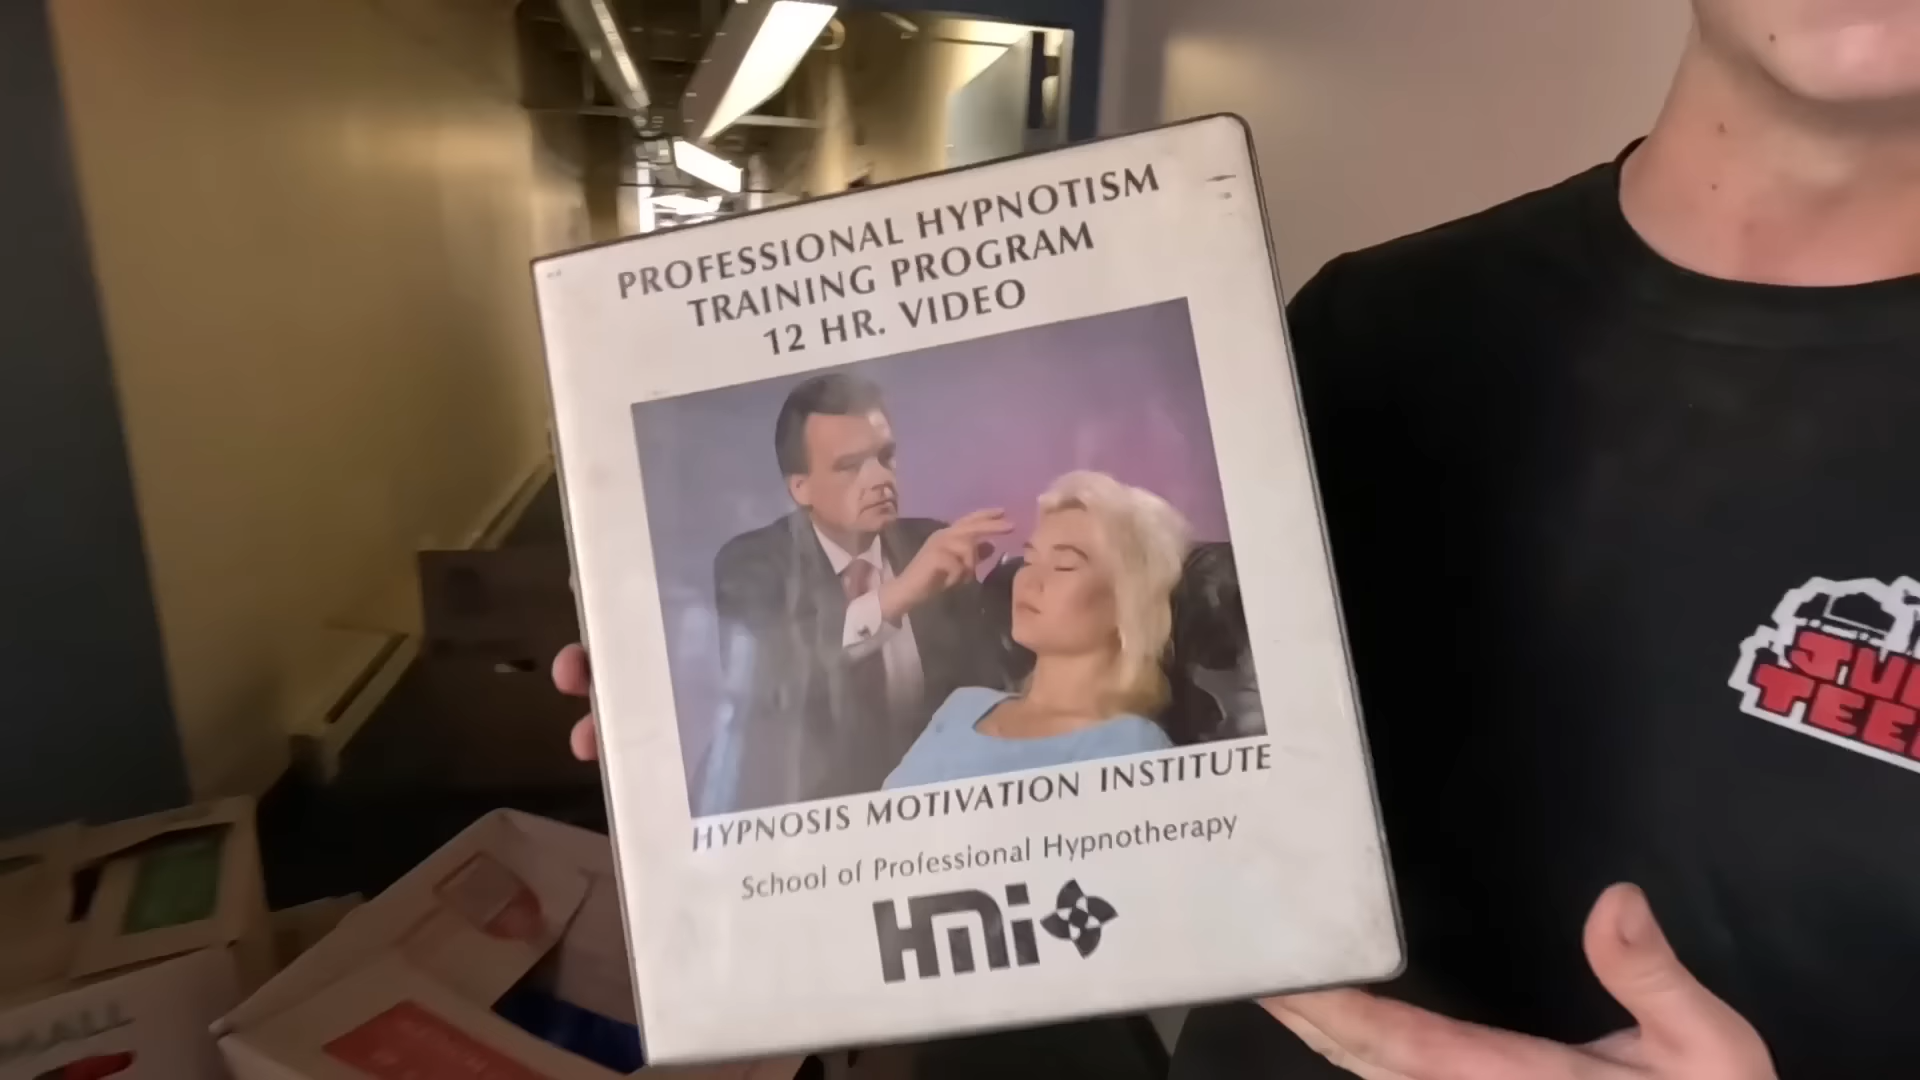 PROFESSIONAL HYPNOTISM
TRAINING PROGRAM
12 HR. VIDEO
HYPNOSIS MOTIVATION INSTITUTE
School of Professional Hypnotherapy
HMi